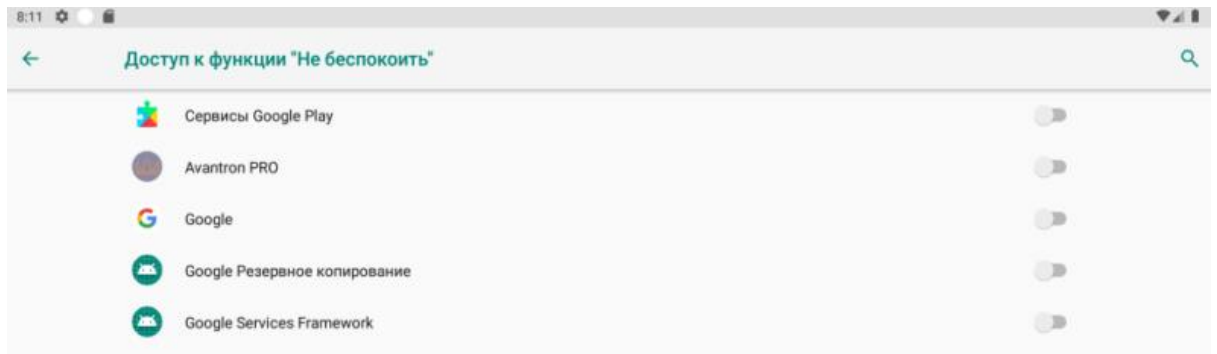 8:11
Доступ к функции "Не беспокоить"
Сервисы Google Play
Avantron PRO
Google
Google Резервное копирование
Google Services Framework